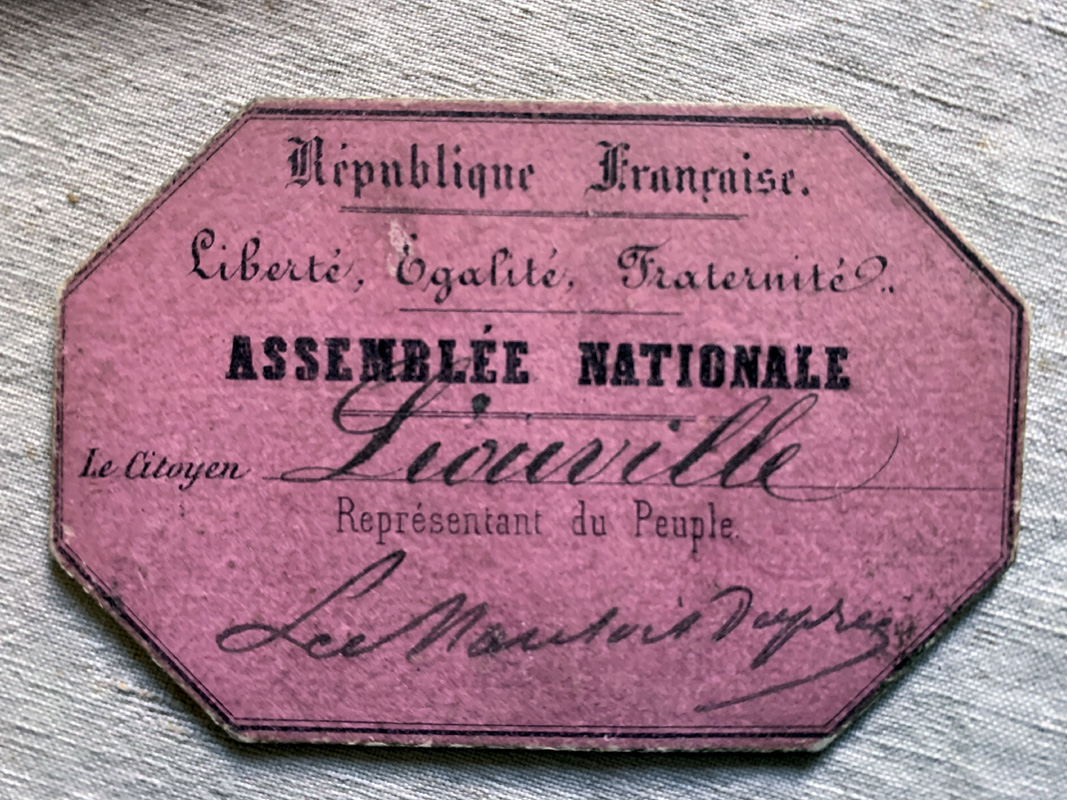 République Française.
Liberté, Égalité, Fraternité.
ASSEMBLÉE NATIONALE
Le Citoyen Liouville
Représentant du Peuple.